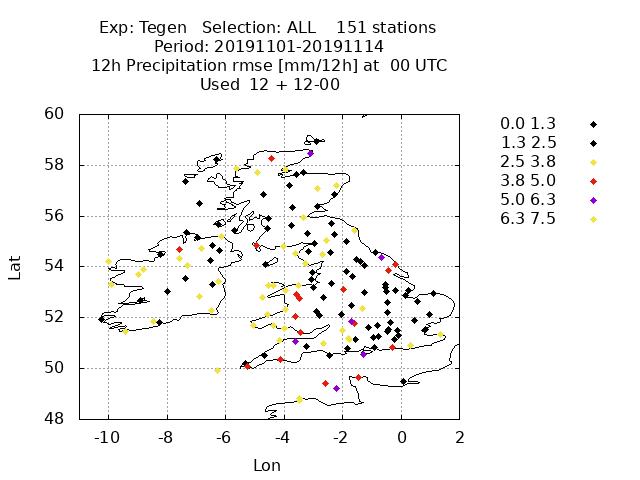 Exp: Tegen Selection: ALL 151 stations
Period: 20191101-20191114
12h Precipitation rmse [mm/12h] at 00 UTC
Used 12 + 12-00
60
58
56
54
52
50
48
Lat
-10 -8 -6 -4 -2 0 2
Lon
0.0 1.3
1.3 2.5
2.5 3.8
3.8 5.0
5.0 6.3
6.3 7.5